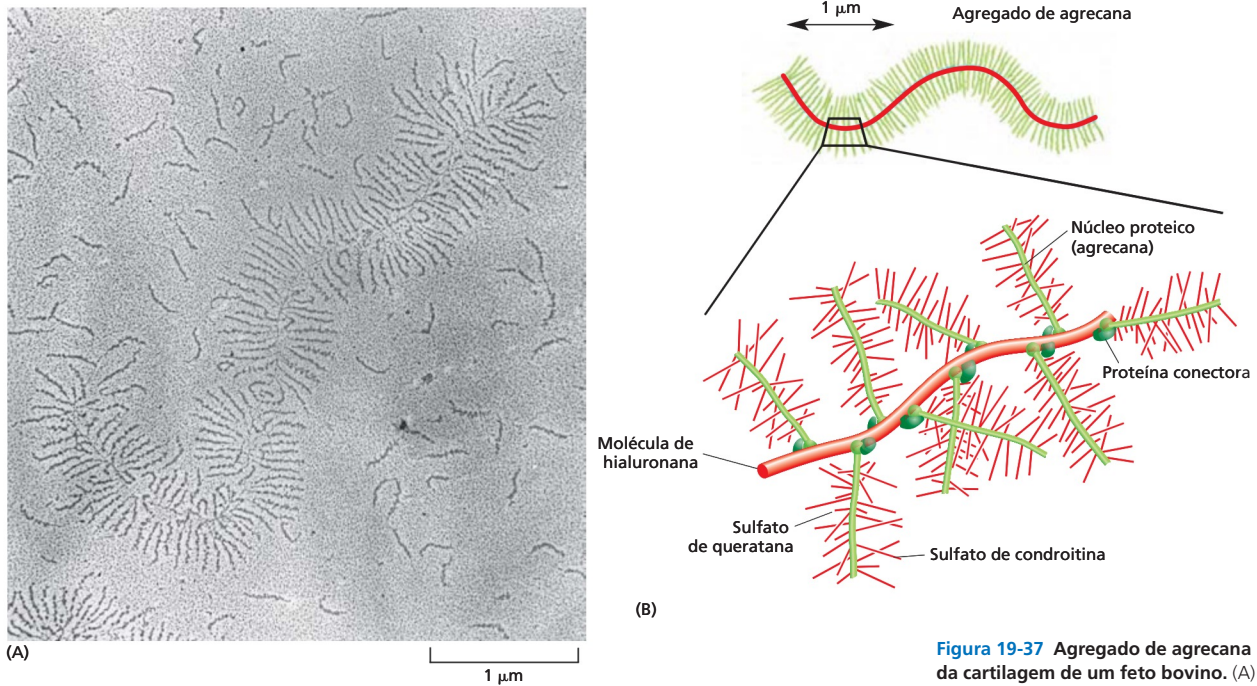 1 µm
Agregado de agrecana
Núcleo proteico
(agrecana)
Proteína conectora
Molécula de
hialuronana
Sulfato
de queratana
Sulfato de condroitina
(B)
(A)
1 µm
Figura 19-37 Agregado de agrecana
da cartilagem de um feto bovino. (A)